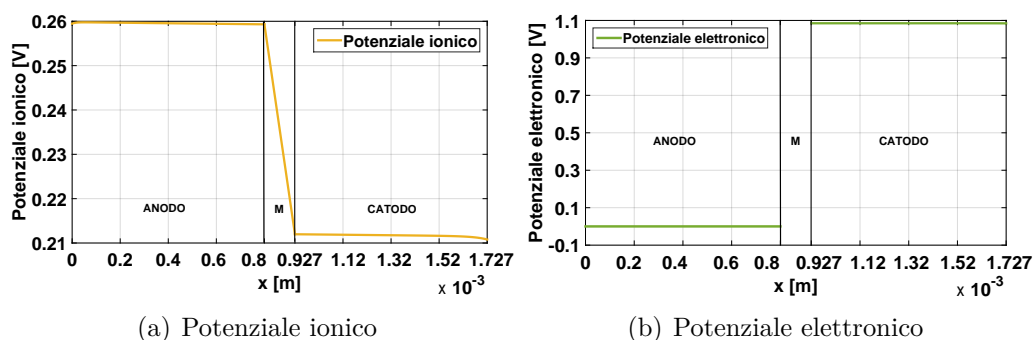 0.26
0.25
0.24
0.23
0.22
0.21
Potenziale ionico [V]
Potenziale ionico
ANODO
M
CATODO
0 0.2 0.4 0.6 0.8 0.927 1.12 1.32 1.52 1.727
x [m]
x 10⁻³
(a) Potenziale ionico
1.1
0.9
0.7
0.5
0.3
0.1
-0.1
Potenziale elettronico [V]
Potenziale elettronico
ANODO
M
CATODO
0 0.2 0.4 0.6 0.8 0.927 1.12 1.32 1.52 1.727
x [m]
x 10⁻³
(b) Potenziale elettronico